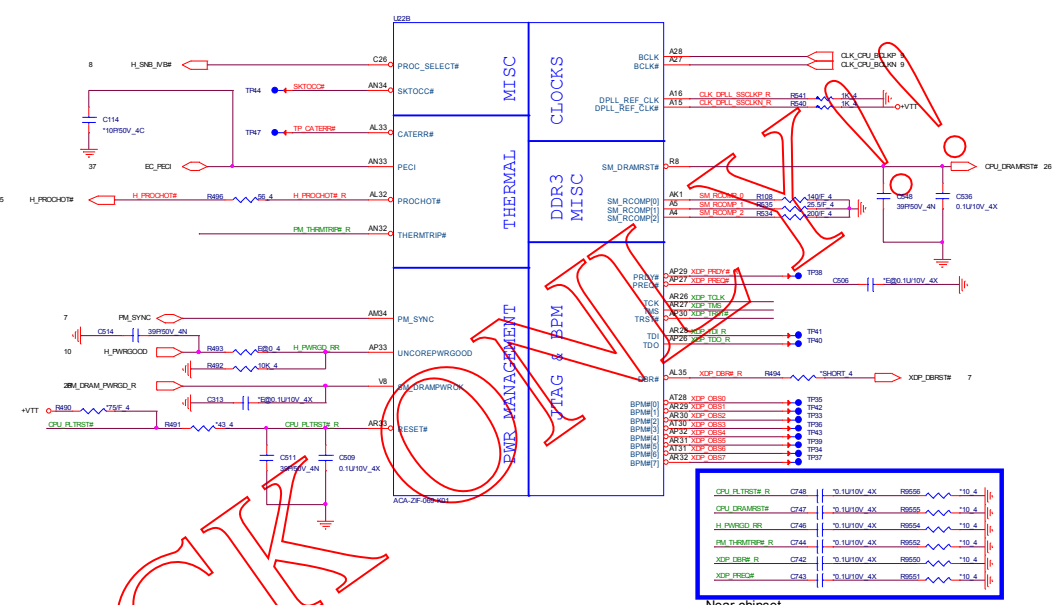 U22B
8 H_SNB_IVB# C26 PROC_SELECT#
TP44 SKTOCC# AN34 SKTOCC#
C114
*10P/50V_4C
TP47 TP_CATERR# AL33 CATERR#
37 EC_PECI AN33 PECI
H_PROCHOT# H_PROCHOT# R496 56_4 H_PROCHOT#_R AL32 PROCHOT#
PM_THRMTRIP#_R AN32 THERMTRIP#
7 PM_SYNC AM34 PM_SYNC
C514 39P/50V_4N
10 H_PWRGOOD R493 E@0_4 H_PWRGD_RR AP33 UNCOREPWRGOOD
R492 10K_4
PM_DRAM_PWRGD_R V8 SM_DRAMPWROK
C313 *E@0.1U/10V_4X
+VTT R490 *75/F_4
CPU_PLTRST# R491 *43_4 CPU_PLTRST#_R AR33 RESET#
C511 39P/50V_4N
C509 0.1U/10V_4X
ACA-ZIF-069-K01
MISC
THERMAL
PWR MANAGEMENT
CLOCKS
DDR3
MISC
JTAG & BPM
BCLK A28 CLK_CPU_BCLKP 9
BCLK# A27 CLK_CPU_BCLKN 9
DPLL_REF_CLK A16 CLK_DPLL_SSCLKP_R R541 1K_4
DPLL_REF_CLK# A15 CLK_DPLL_SSCLKN_R R540 1K_4 +VTT
SM_DRAMRST# R8 CPU_DRAMRST# 26
SM_RCOMP[0] AK1 SM_RCOMP_0 R108 140/F_4
SM_RCOMP[1] A5 SM_RCOMP_1 R535 25.5/F_4
SM_RCOMP[2] A4 SM_RCOMP_2 R534 200/F_4
C548 39P/50V_4N
C536 0.1U/10V_4X
PRDY# AP29 XDP_PRDY# TP38
PREQ# AP27 XDP_PREQ# C506 *E@0.1U/10V_4X
TCK AR26 XDP_TCLK
TMS AR27 XDP_TMS
TRST# AP30 XDP_TRST#
TDI AR28 XDP_TDI_R TP41
TDO AP26 XDP_TDO_R TP40
DBR# AL35 XDP_DBR#_R R494 *SHORT_4 XDP_DBRST# 7
BPM#[0] AT28 XDP_OBS0 TP35
BPM#[1] AR29 XDP_OBS1 TP42
BPM#[2] AR30 XDP_OBS2 TP33
BPM#[3] AT30 XDP_OBS3 TP36
BPM#[4] AP32 XDP_OBS4 TP43
BPM#[5] AR31 XDP_OBS5 TP39
BPM#[6] AT31 XDP_OBS6 TP34
BPM#[7] AR32 XDP_OBS7 TP37
CPU_PLTRST#_R C748 *0.1U/10V_4X R9556 *10_4
CPU_DRAMRST# C747 *0.1U/10V_4X R9555 *10_4
H_PWRGD_RR C746 *0.1U/10V_4X R9554 *10_4
PM_THRMTRIP#_R C744 *0.1U/10V_4X R9552 *10_4
XDP_DBR#_R C742 *0.1U/10V_4X R9550 *10_4
XDP_PREQ# C743 *0.1U/10V_4X R9551 *10_4
Near chipset